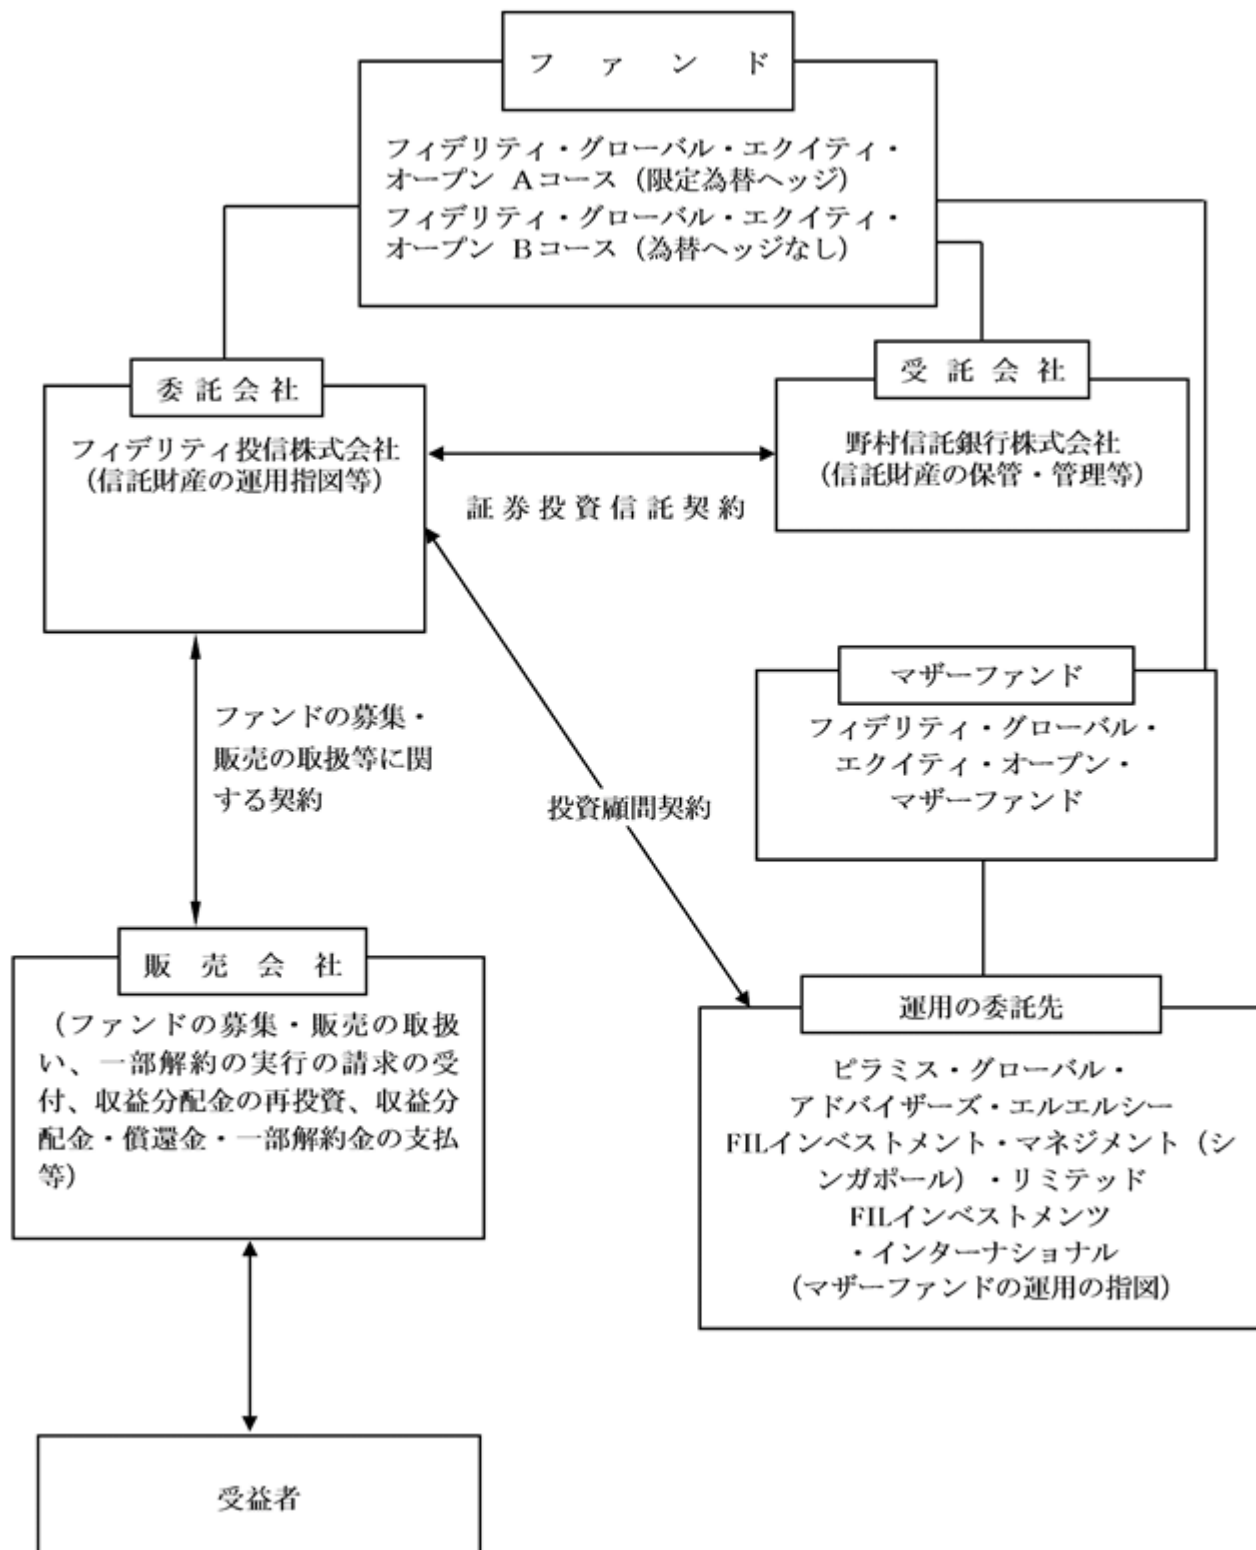 ファンド
フィデリティ・グローバル・エクイティ・
オープン Aコース（限定為替ヘッジ）
フィデリティ・グローバル・エクイティ・
オープン Bコース（為替ヘッジなし）
委託会社
フィデリティ投信株式会社
（信託財産の運用指図等）
受託会社
野村信託銀行株式会社
（信託財産の保管・管理等）
証券投資信託契約
マザーファンド
フィデリティ・グローバル・
エクイティ・オープン・
マザーファンド
ファンドの募集・
販売の取扱等に関
する契約
投資顧問契約
販売会社
（ファンドの募集・販売の取扱
い、一部解約の実行の請求の受
付、収益分配金の再投資、収益分
配金・償還金・一部解約金の支払
等）
運用の委託先
ピラミス・グローバル・
アドバイザーズ・エルエルシー
FILインベストメント・マネジメント（シ
ンガポール）・リミテッド
FILインベストメンツ
・インターナショナル
（マザーファンドの運用の指図）
受益者